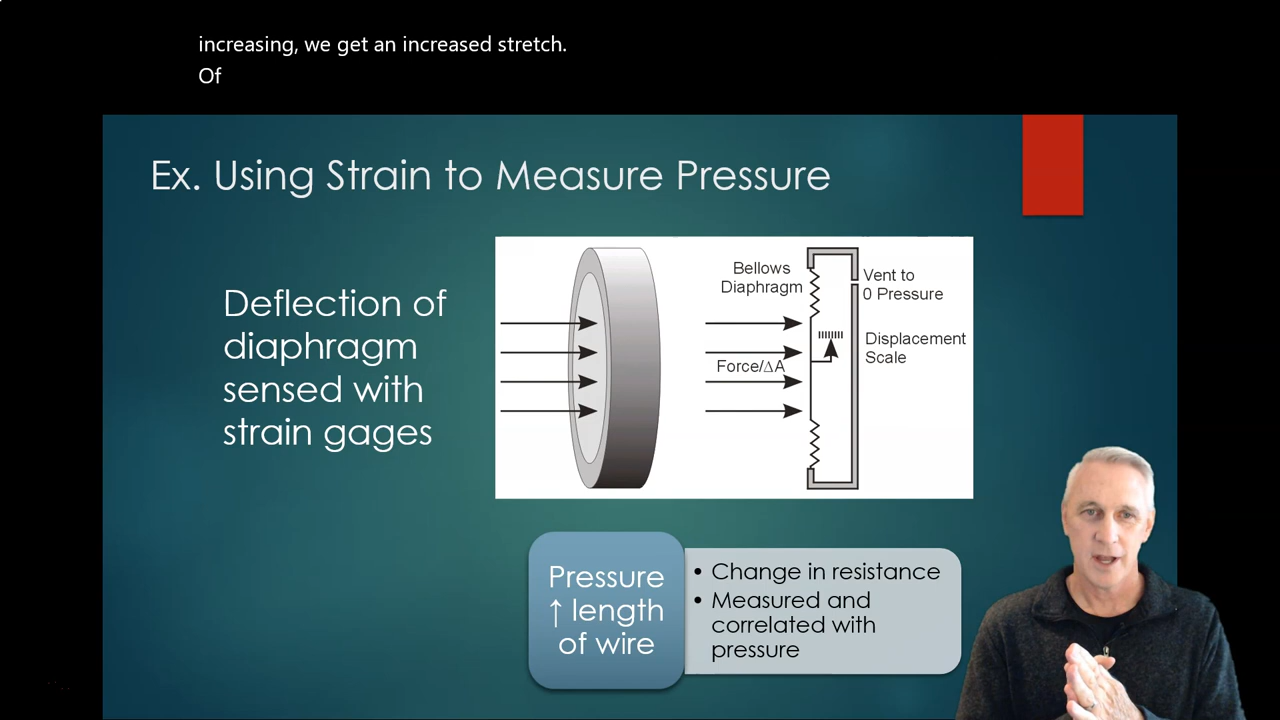 increasing, we get an increased stretch.
Of
Ex. Using Strain to Measure Pressure
Deflection of
diaphragm
sensed with
strain gages
Bellows
Diaphragm
Vent to
0 Pressure
Displacement
Scale
Force/ΔA
Pressure
↑ length
of wire
• Change in resistance
• Measured and
correlated with
pressure